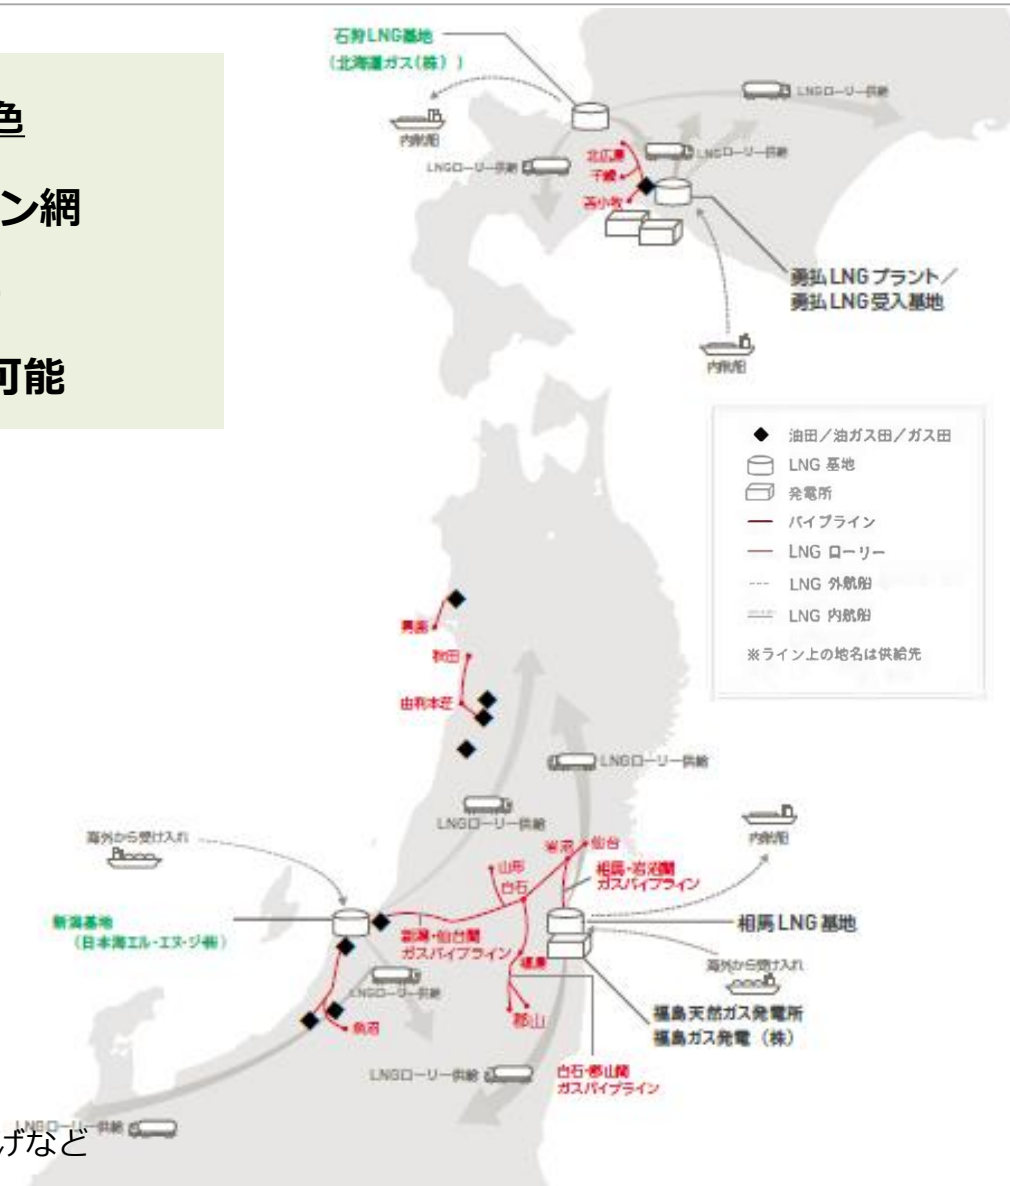 色
ン網
可能
石狩LNG基地
(北海道ガス(株))
LNGローリー供給
内航船
LNGローリー供給
LNGローリー供給
北広島
千歳
苫小牧
勇払LNGプラント／
勇払LNG受入基地
内航船
油田／油ガス田／ガス田
LNG 基地
発電所
パイプライン
LNG ローリー
LNG 外航船
LNG 内航船
※ライン上の地名は供給先
男鹿
秋田
由利本荘
LNGローリー供給
LNGローリー供給
内航船
海外から受け入れ
岩沼
仙台
山形
白石
相馬・岩沼間
ガスパイプライン
新潟基地
(日本海エル・エヌ・ジー㈱)
新潟・仙台間
ガスパイプライン
相馬LNG基地
福島
海外から受け入れ
LNGローリー供給
魚沼
郡山
福島天然ガス発電所
福島ガス発電（株）
LNGローリー供給
白石・郡山間
ガスパイプライン
LNGローリー供給
げなど